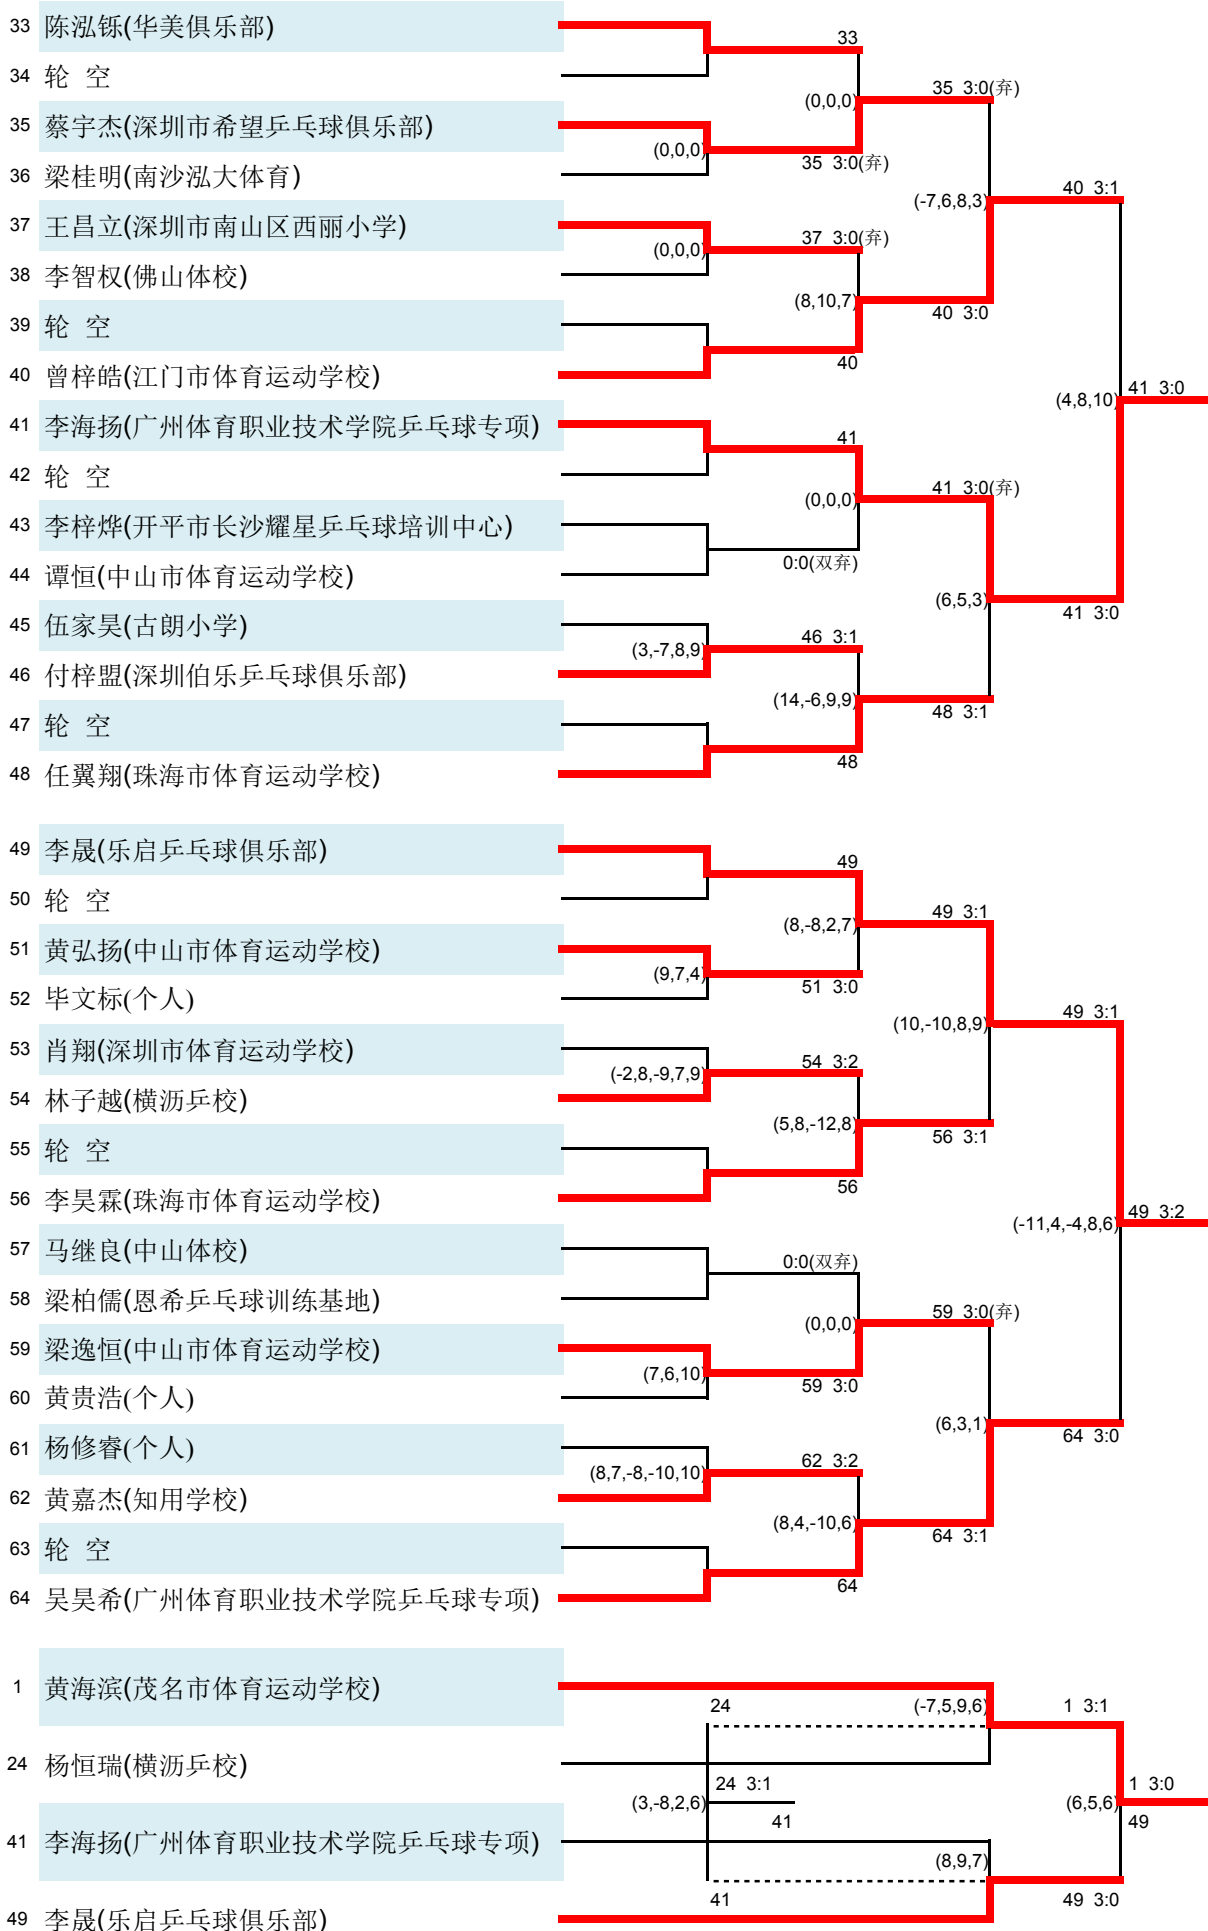 33 陈泓铄(华美俱乐部)
33
34 轮 空
(0,0,0)
35 3:0(弃)
35 蔡宇杰(深圳市希望乒乓球俱乐部)
(0,0,0)
35 3:0(弃)
36 梁桂明(南沙泓大体育)
(-7,6,8,3)
40 3:1
37 王昌立(深圳市南山区西丽小学)
(0,0,0)
37 3:0(弃)
38 李智权(佛山体校)
(8,10,7)
40 3:0
39 轮 空
40
40 曾梓皓(江门市体育运动学校)
(4,8,10)
41 3:0
41 李海扬(广州体育职业技术学院乒乓球专项)
41
42 轮 空
(0,0,0)
41 3:0(弃)
43 李梓烨(开平市长沙耀星乒乓球培训中心)
0:0(双弃)
44 谭恒(中山市体育运动学校)
(6,5,3)
41 3:0
45 伍家昊(古朗小学)
(3,-7,8,9)
46 3:1
46 付梓盟(深圳伯乐乒乓球俱乐部)
(14,-6,9,9)
48 3:1
47 轮 空
48
48 任翼翔(珠海市体育运动学校)
49 李晟(乐启乒乓球俱乐部)
49
50 轮 空
(8,-8,2,7)
49 3:1
51 黄弘扬(中山市体育运动学校)
(9,7,4)
51 3:0
52 毕文标(个人)
(10,-10,8,9)
49 3:1
53 肖翔(深圳市体育运动学校)
(-2,8,-9,7,9)
54 3:2
54 林子越(横沥乒校)
(5,8,-12,8)
56 3:1
55 轮 空
56
56 李昊霖(珠海市体育运动学校)
(-11,4,-4,8,6)
49 3:2
57 马继良(中山体校)
0:0(双弃)
58 梁柏儒(恩希乒乓球训练基地)
(0,0,0)
59 3:0(弃)
59 梁逸恒(中山市体育运动学校)
(7,6,10)
59 3:0
60 黄贵浩(个人)
(6,3,1)
64 3:0
61 杨修睿(个人)
(8,7,-8,-10,10)
62 3:2
62 黄嘉杰(知用学校)
(8,4,-10,6)
64 3:1
63 轮 空
64
64 吴昊希(广州体育职业技术学院乒乓球专项)
1 黄海滨(茂名市体育运动学校)
24
(-7,5,9,6)
1 3:1
24 杨恒瑞(横沥乒校)
24 3:1
(3,-8,2,6)
41
1 3:0
(6,5,6)
49
41 李海扬(广州体育职业技术学院乒乓球专项)
(8,9,7)
41
49 3:0
49 李晟(乐启乒乓球俱乐部)